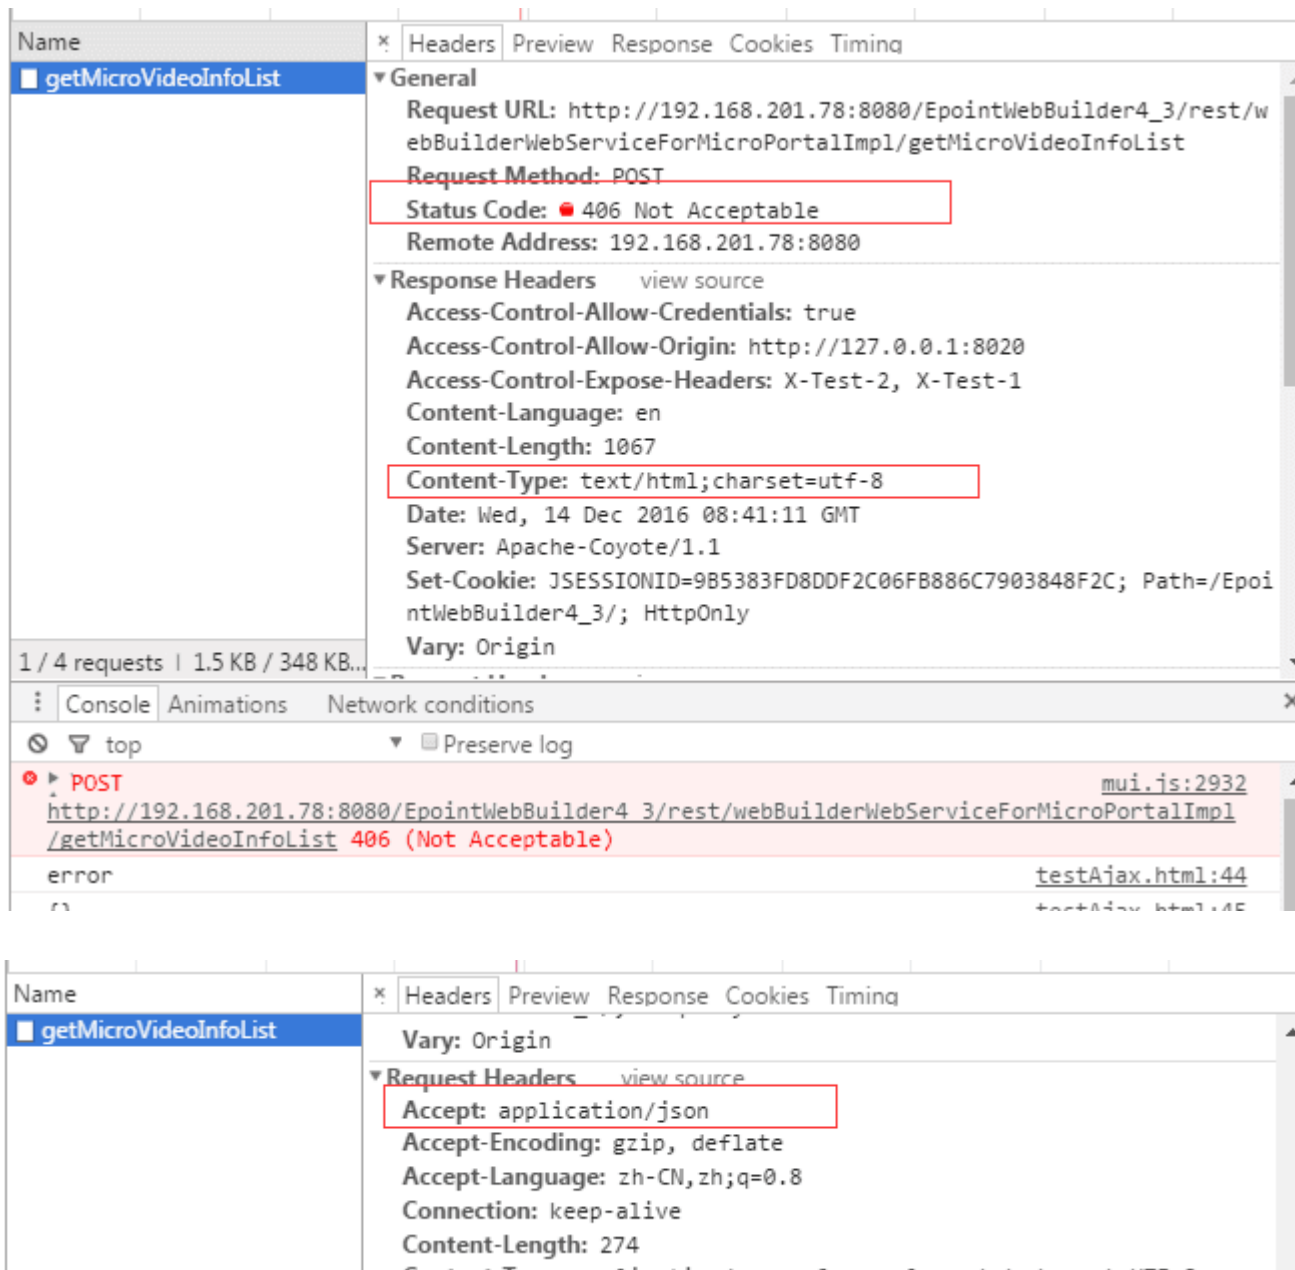 Name
× Headers Preview Response Cookies Timing
getMicroVideoInfoList
▼General
Request URL: http://192.168.201.78:8080/EpointWebBuilder4_3/rest/w
ebBuilderWebServiceForMicroPortalImpl/getMicroVideoInfoList
Request Method: POST
Status Code: 406 Not Acceptable
Remote Address: 192.168.201.78:8080
▼Response Headers view source
Access-Control-Allow-Credentials: true
Access-Control-Allow-Origin: http://127.0.0.1:8020
Access-Control-Expose-Headers: X-Test-2, X-Test-1
Content-Language: en
Content-Length: 1067
Content-Type: text/html;charset=utf-8
Date: Wed, 14 Dec 2016 08:41:11 GMT
Server: Apache-Coyote/1.1
Set-Cookie: JSESSIONID=9B5383FD8DDF2C06FB886C7903848F2C; Path=/Epoi
ntWebBuilder4_3/; HttpOnly
Vary: Origin
1 / 4 requests | 1.5 KB / 348 KB...
Console Animations Network conditions
top ▼ Preserve log
POST mui.js:2932
http://192.168.201.78:8080/EpointWebBuilder4_3/rest/webBuilderWebServiceForMicroPortalImpl
/getMicroVideoInfoList 406 (Not Acceptable)
error testAjax.html:44
{} testAjax.html:45
Name
× Headers Preview Response Cookies Timing
getMicroVideoInfoList
Vary: Origin
▼Request Headers view source
Accept: application/json
Accept-Encoding: gzip, deflate
Accept-Language: zh-CN,zh;q=0.8
Connection: keep-alive
Content-Length: 274